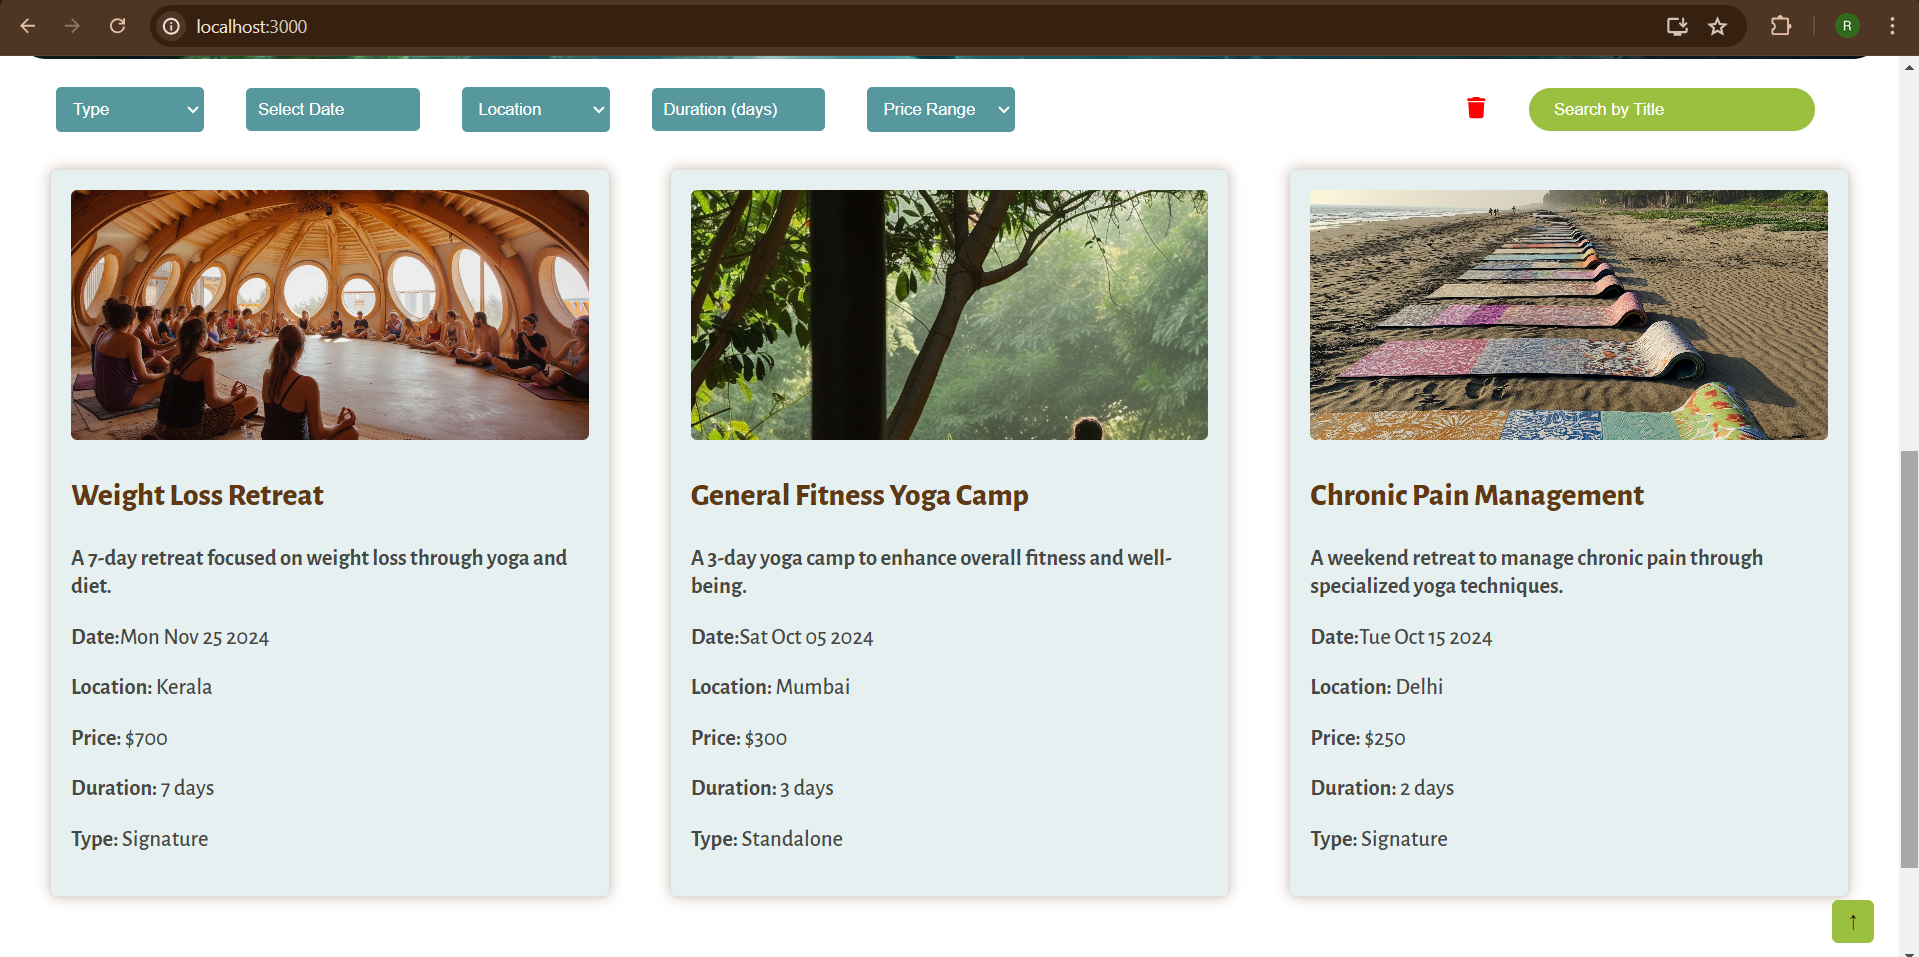 localhost:3000
R
Type
Select Date
Location
Duration (days)
Price Range
Search by Title
Weight Loss Retreat
A 7-day retreat focused on weight loss through yoga and
diet.
Date:Mon Nov 25 2024
Location: Kerala
Price: $700
Duration: 7 days
Type: Signature
General Fitness Yoga Camp
A 3-day yoga camp to enhance overall fitness and well-
being.
Date:Sat Oct 05 2024
Location: Mumbai
Price: $300
Duration: 3 days
Type: Standalone
Chronic Pain Management
A weekend retreat to manage chronic pain through
specialized yoga techniques.
Date:Tue Oct 15 2024
Location: Delhi
Price: $250
Duration: 2 days
Type: Signature
↑